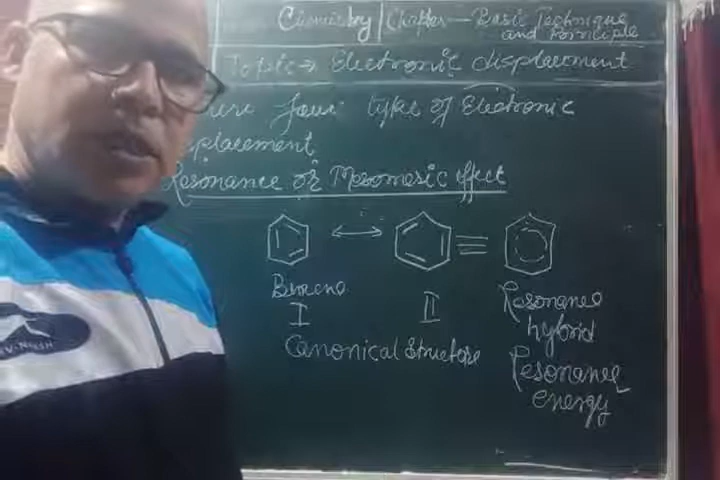 Chemistry | Chapter — Basic Technique
and Principle
Topic → Electronic displacement
four type of Electronic
placement
Resonance or Mesomeric effect
Benzene
I
II
Canonical Structure
Resonance
hybrid
Resonance
energy